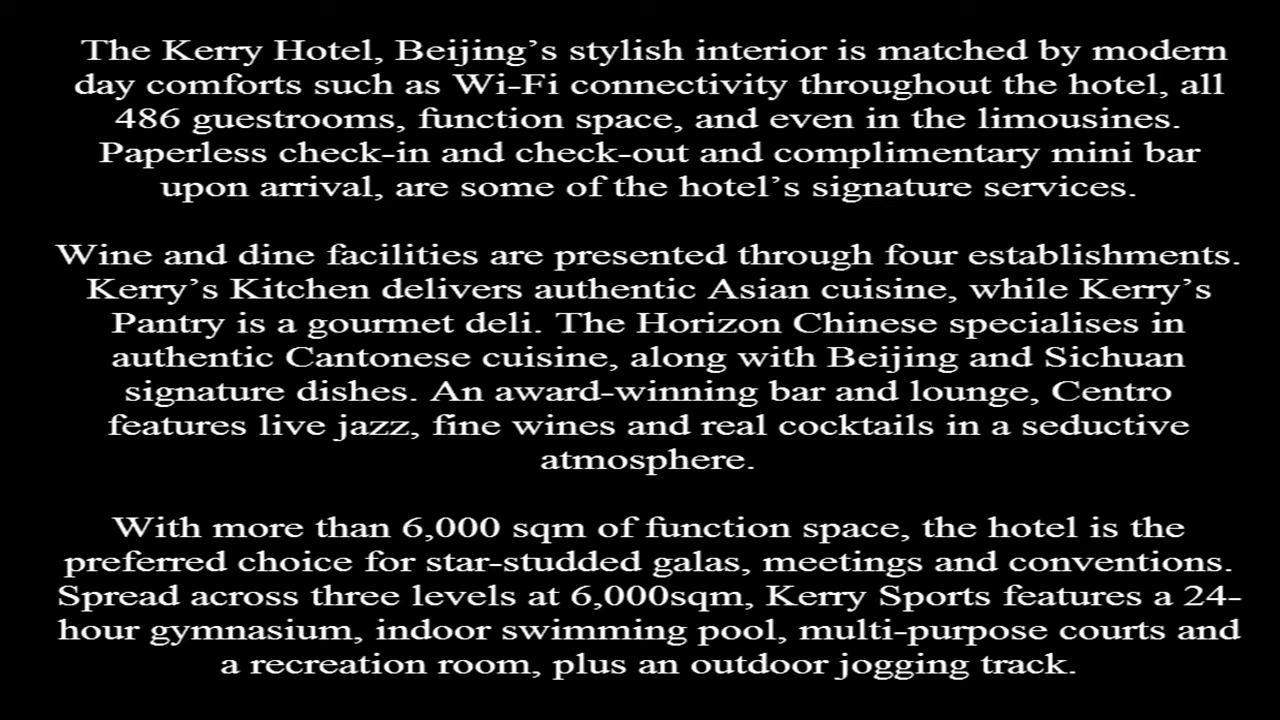 The Kerry Hotel, Beijing’s stylish interior is matched by modern
day comforts such as Wi-Fi connectivity throughout the hotel, all
486 guestrooms, function space, and even in the limousines.
Paperless check-in and check-out and complimentary mini bar
upon arrival, are some of the hotel’s signature services.
Wine and dine facilities are presented through four establishments.
Kerry’s Kitchen delivers authentic Asian cuisine, while Kerry’s
Pantry is a gourmet deli. The Horizon Chinese specialises in
authentic Cantonese cuisine, along with Beijing and Sichuan
signature dishes. An award-winning bar and lounge, Centro
features live jazz, fine wines and real cocktails in a seductive
atmosphere.
With more than 6,000 sqm of function space, the hotel is the
preferred choice for star-studded galas, meetings and conventions.
Spread across three levels at 6,000sqm, Kerry Sports features a 24-
hour gymnasium, indoor swimming pool, multi-purpose courts and
a recreation room, plus an outdoor jogging track.